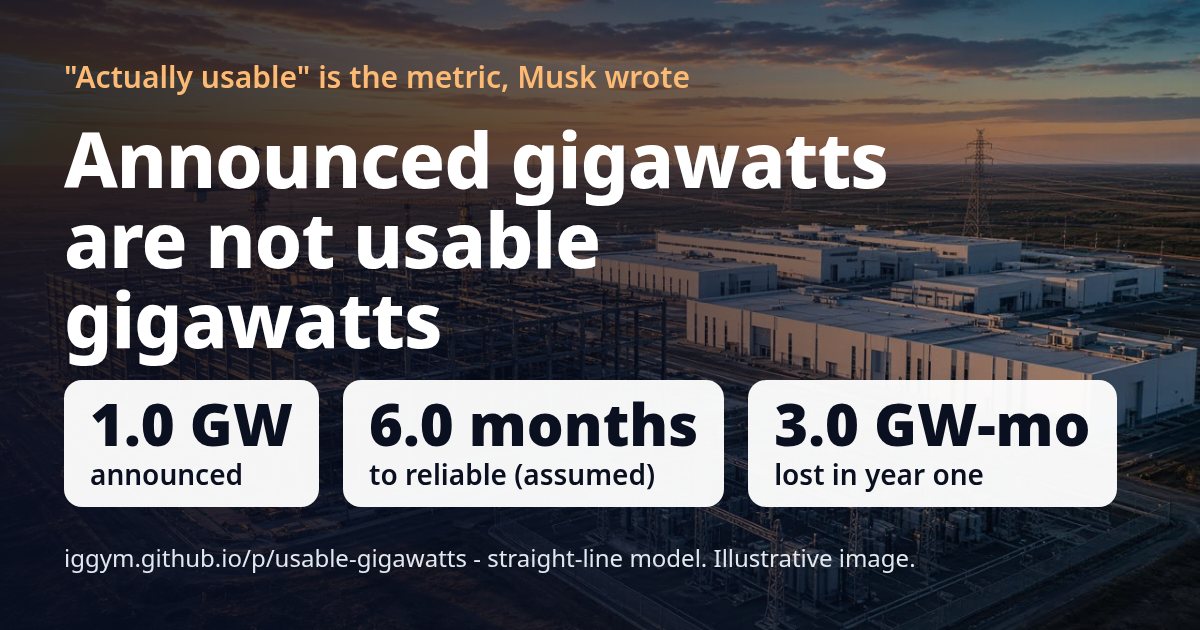 "Actually usable" is the metric, Musk wrote
Announced gigawatts
are not usable
gigawatts
1.0 GW
announced
6.0 months
to reliable (assumed)
3.0 GW-mo
lost in year one
iggym.github.io/p/usable-gigawatts - straight-line model. Illustrative image.